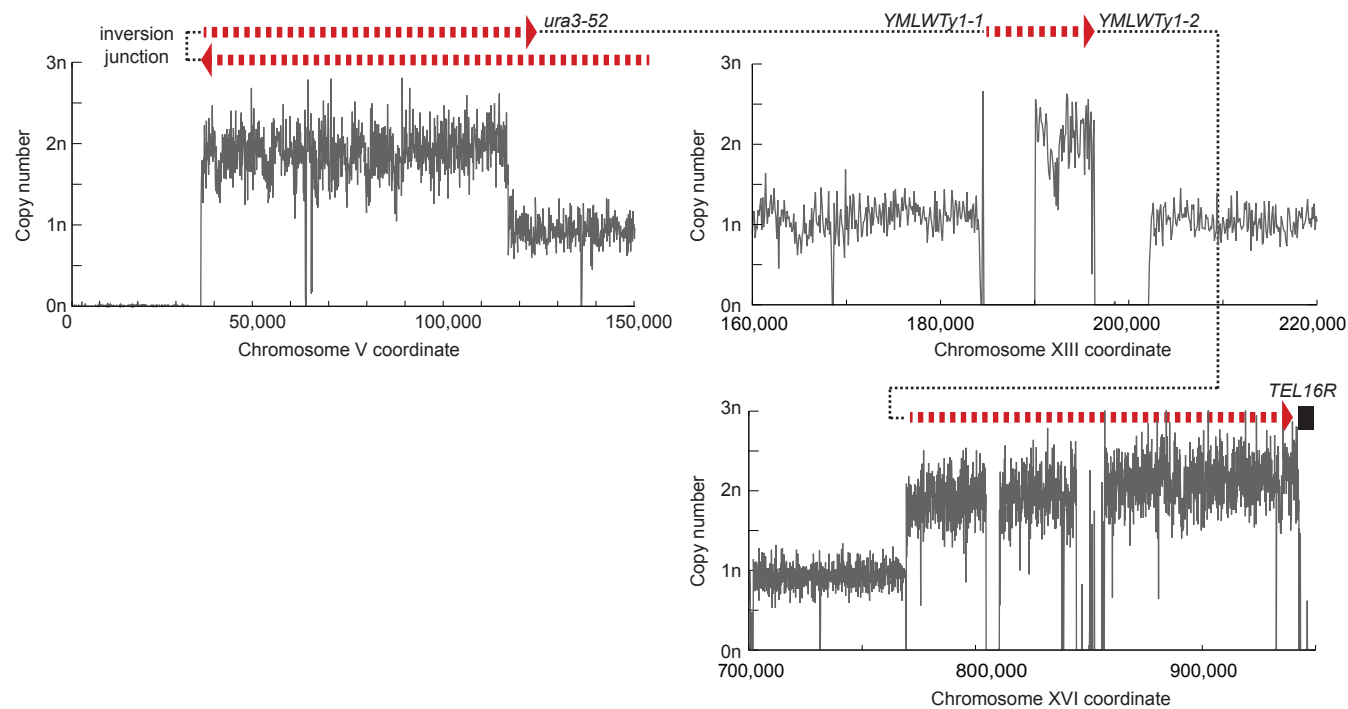 ura3-52
YMLWTy1-1
YMLWTy1-2
inversion
junction
3n
2n
1n
0n
Copy number
0
50,000
100,000
150,000
Chromosome V coordinate
3n
2n
1n
0n
Copy number
160,000
180,000
200,000
220,000
Chromosome XIII coordinate
TEL16R
3n
2n
1n
0n
Copy number
700,000
800,000
900,000
Chromosome XVI coordinate